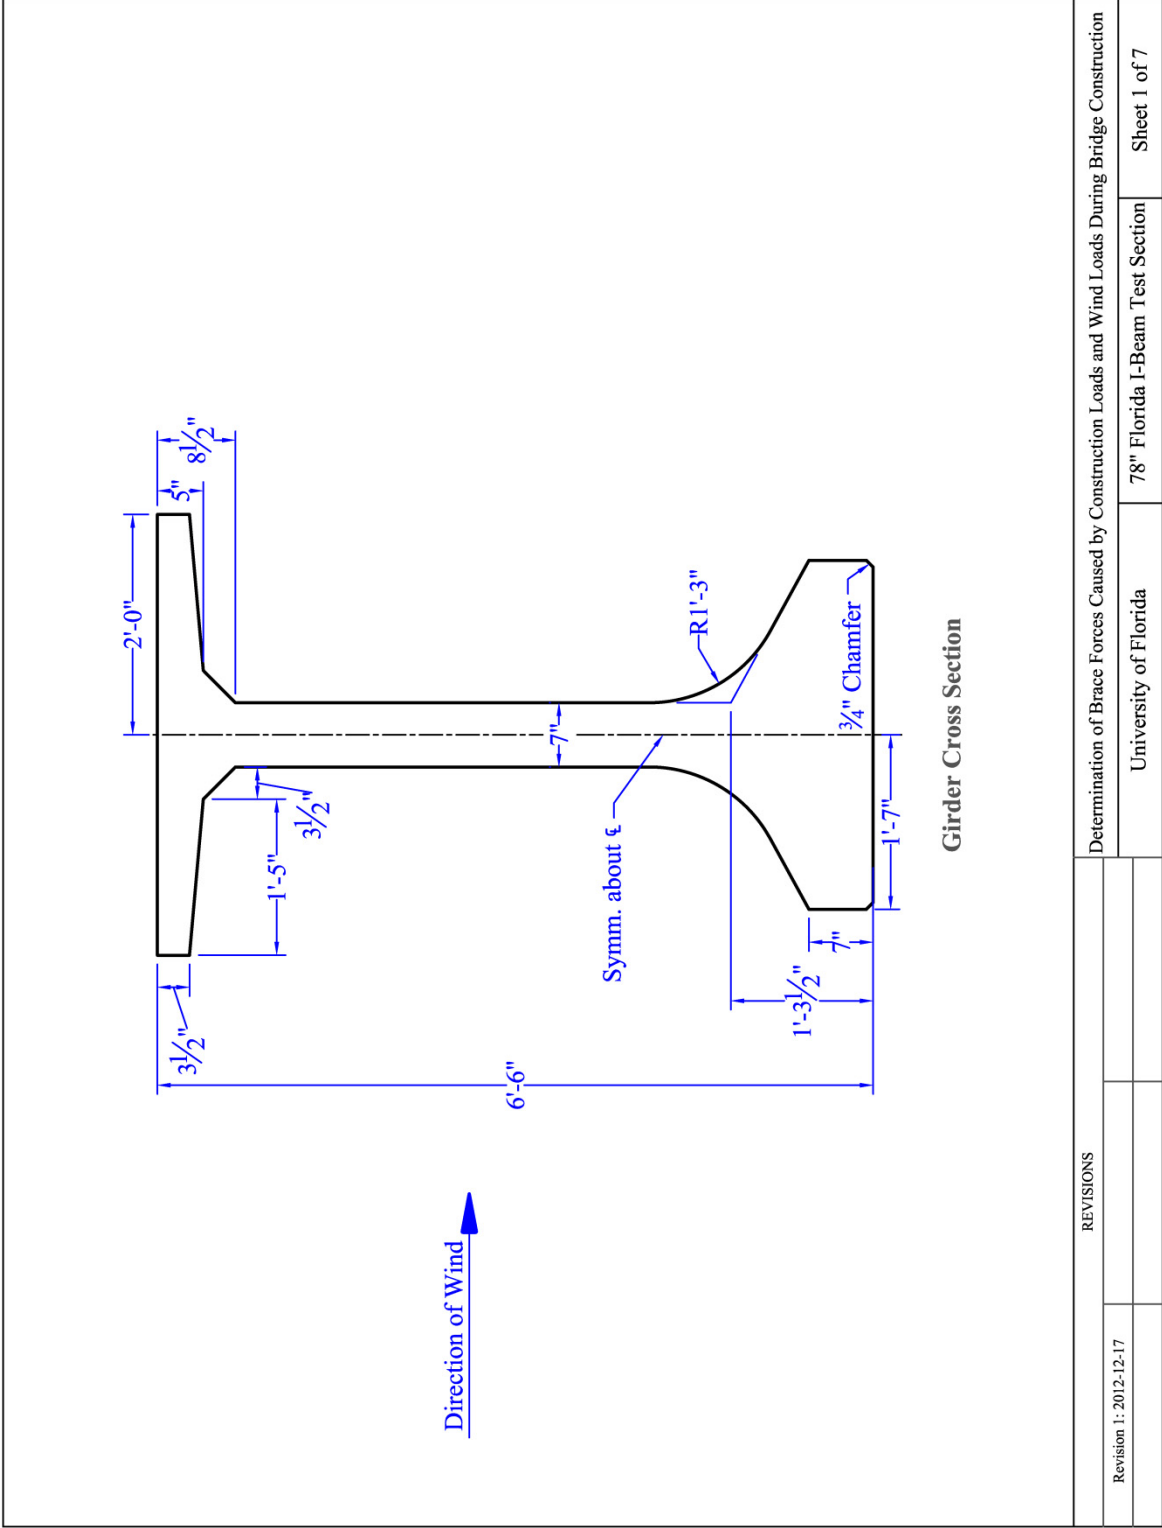 2'-0"
5"
8½"
3½"
1'-5"
3½"
6'-6"
7"
Direction of Wind
Symm. about ℄
R1'-3"
¾" Chamfer
7"
1'-3½"
1'-7"
Girder Cross Section
REVISIONS
Revision 1: 2012-12-17
Determination of Brace Forces Caused by Construction Loads and Wind Loads During Bridge Construction
University of Florida
78" Florida I-Beam Test Section
Sheet 1 of 7